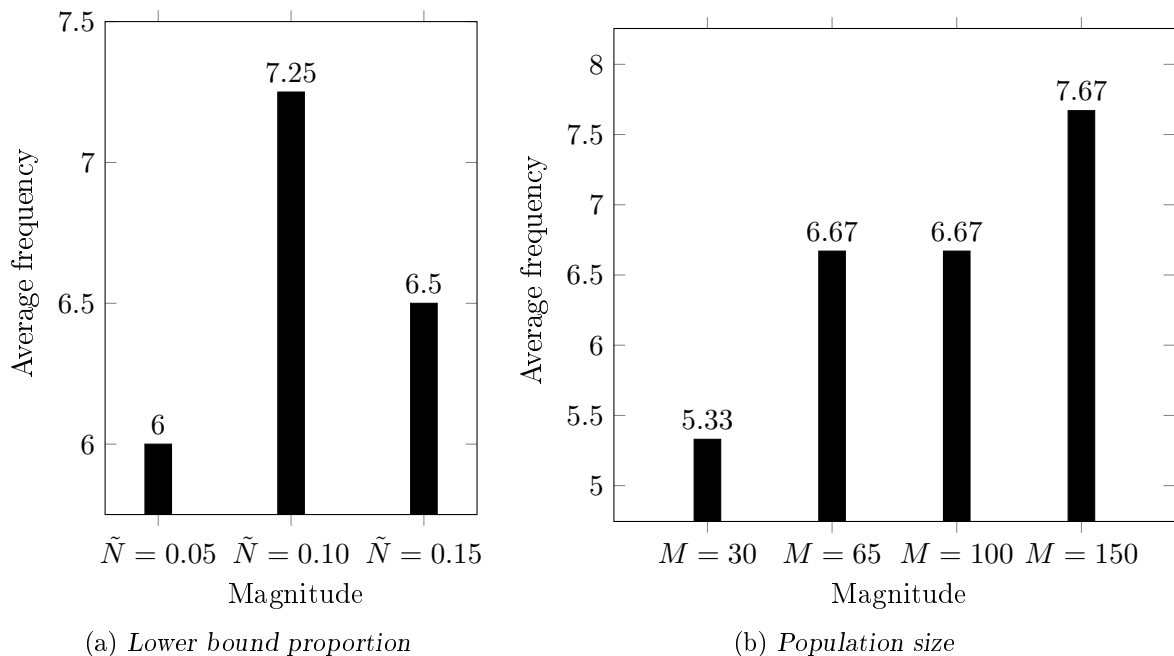 7.5
7
6.5
6
Average frequency
6
7.25
6.5
Ñ = 0.05 Ñ = 0.10 Ñ = 0.15
Magnitude
(a) Lower bound proportion
8
7.5
7
6.5
6
5.5
5
Average frequency
5.33
6.67
6.67
7.67
M = 30 M = 65 M = 100 M = 150
Magnitude
(b) Population size